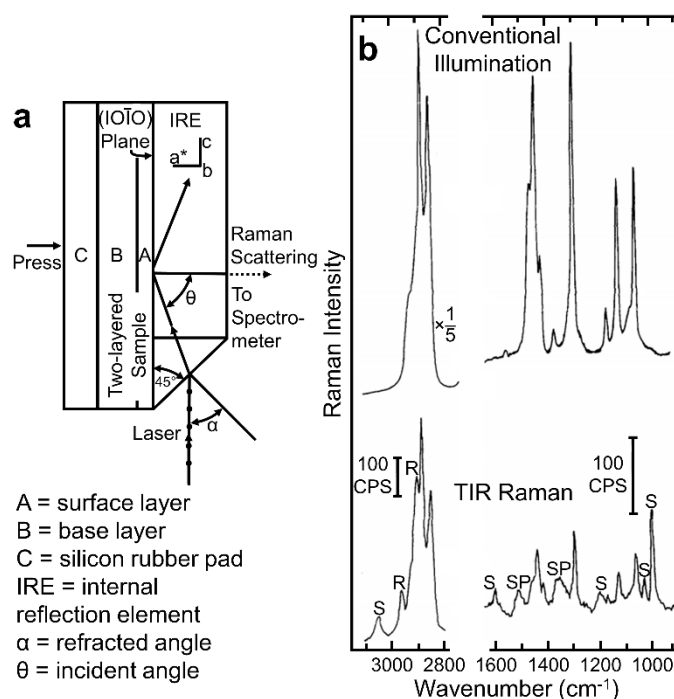 a
(10Ī0)
Plane
IRE
c
a*
b
Press
C
B
A
Raman
Scattering
θ
To
Spectro-
meter
Two-layered
Sample
45°
Laser
α
A = surface layer
B = base layer
C = silicon rubber pad
IRE = internal
reflection element
α = refracted angle
θ = incident angle
b
Conventional
Illumination
×1/5
Raman Intensity
100
CPS
R
R
S
TIR Raman
100
CPS
S
S
SP
SP
S
S
3000 2800 1600 1400 1200 1000
Wavenumber (cm⁻¹)